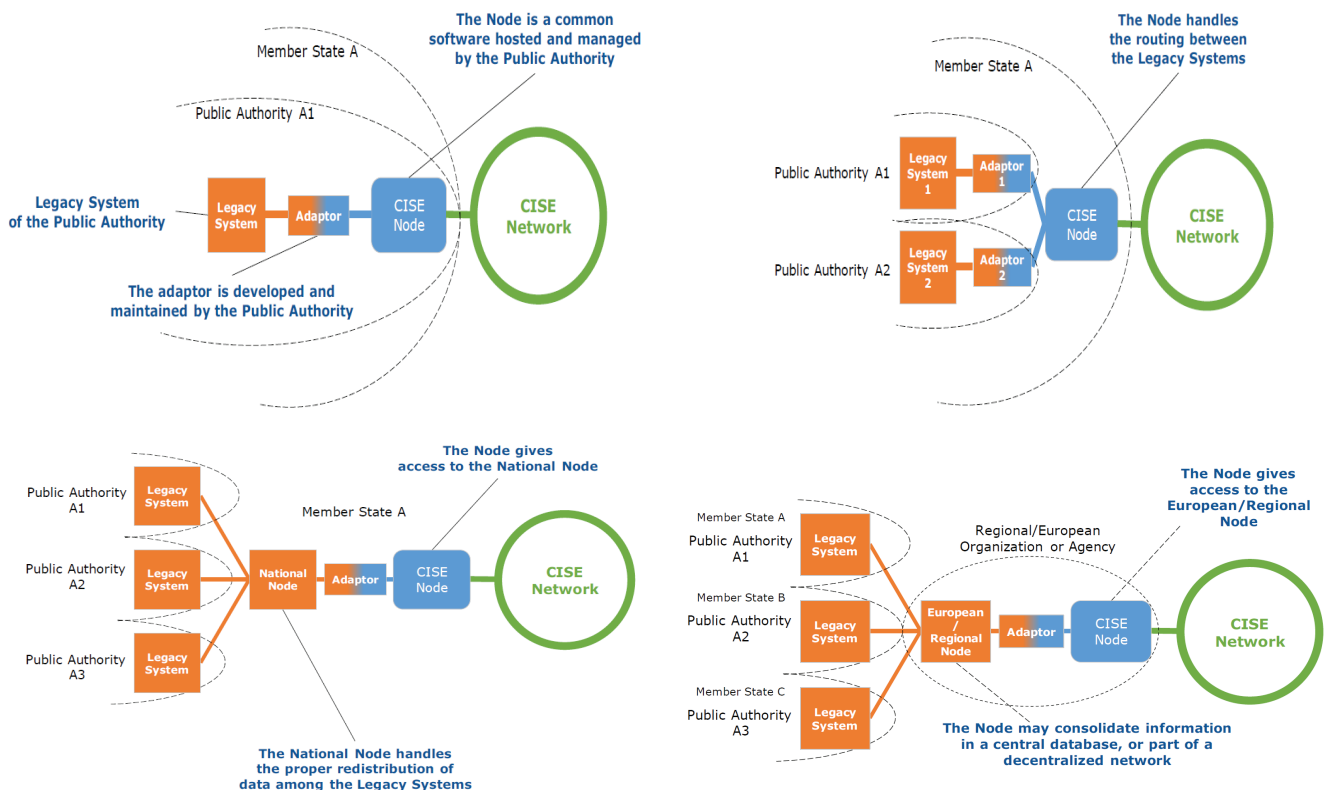 The Node is a common
software hosted and managed
by the Public Authority
Member State A
Public Authority A1
Legacy System
of the Public Authority
Legacy
System
Adaptor
CISE
Node
CISE
Network
The adaptor is developed and
maintained by the Public Authority
The Node handles
the routing between
the Legacy Systems
Member State A
Public Authority A1
Legacy
System
1
Adaptor
1
Public Authority A2
Legacy
System
2
Adaptor
2
CISE
Node
CISE
Network
The Node gives
access to the National Node
Member State A
Public Authority
A1
Legacy
System
Public Authority
A2
Legacy
System
Public Authority
A3
Legacy
System
National
Node
Adaptor
CISE
Node
CISE
Network
The National Node handles
the proper redistribution of
data among the Legacy Systems
The Node gives
access to the
European/Regional
Node
Regional/European
Organization or Agency
Member State A
Public Authority
A1
Legacy
System
Member State B
Public Authority
A2
Legacy
System
Member State C
Public Authority
A3
Legacy
System
European
/
Regional
Node
Adaptor
CISE
Node
CISE
Network
The Node may consolidate information
in a central database, or part of a
decentralized network